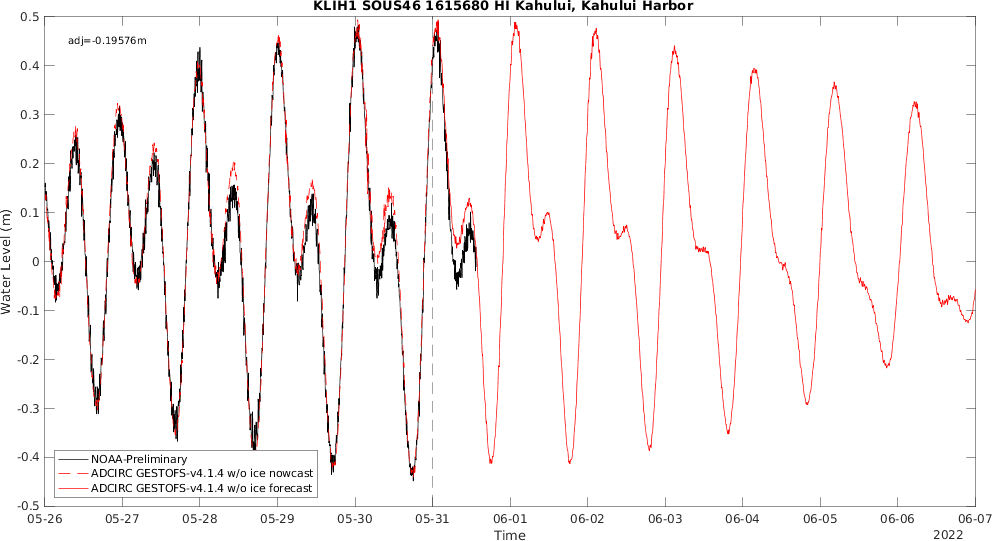 KLIH1 SOUS46 1615680 HI Kahului, Kahului Harbor
adj=-0.19576m
0.5
0.4
0.3
0.2
0.1
0
-0.1
-0.2
-0.3
-0.4
-0.5
Water Level (m)
NOAA-Preliminary
ADCIRC GESTOFS-v4.1.4 w/o ice nowcast
ADCIRC GESTOFS-v4.1.4 w/o ice forecast
05-26 05-27 05-28 05-29 05-30 05-31 06-01 06-02 06-03 06-04 06-05 06-06 06-07
Time
2022